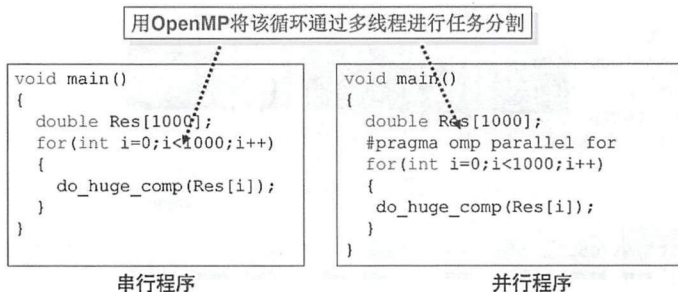 用OpenMP将该循环通过多线程进行任务分割
void main()
{
double Res[1000];
for(int i=0;i<1000;i++)
{
do_huge_comp(Res[i]);
}
}
串行程序
void main()
{
double Res[1000];
#pragma omp parallel for
for(int i=0;i<1000;i++)
{
do_huge_comp(Res[i]);
}
}
并行程序